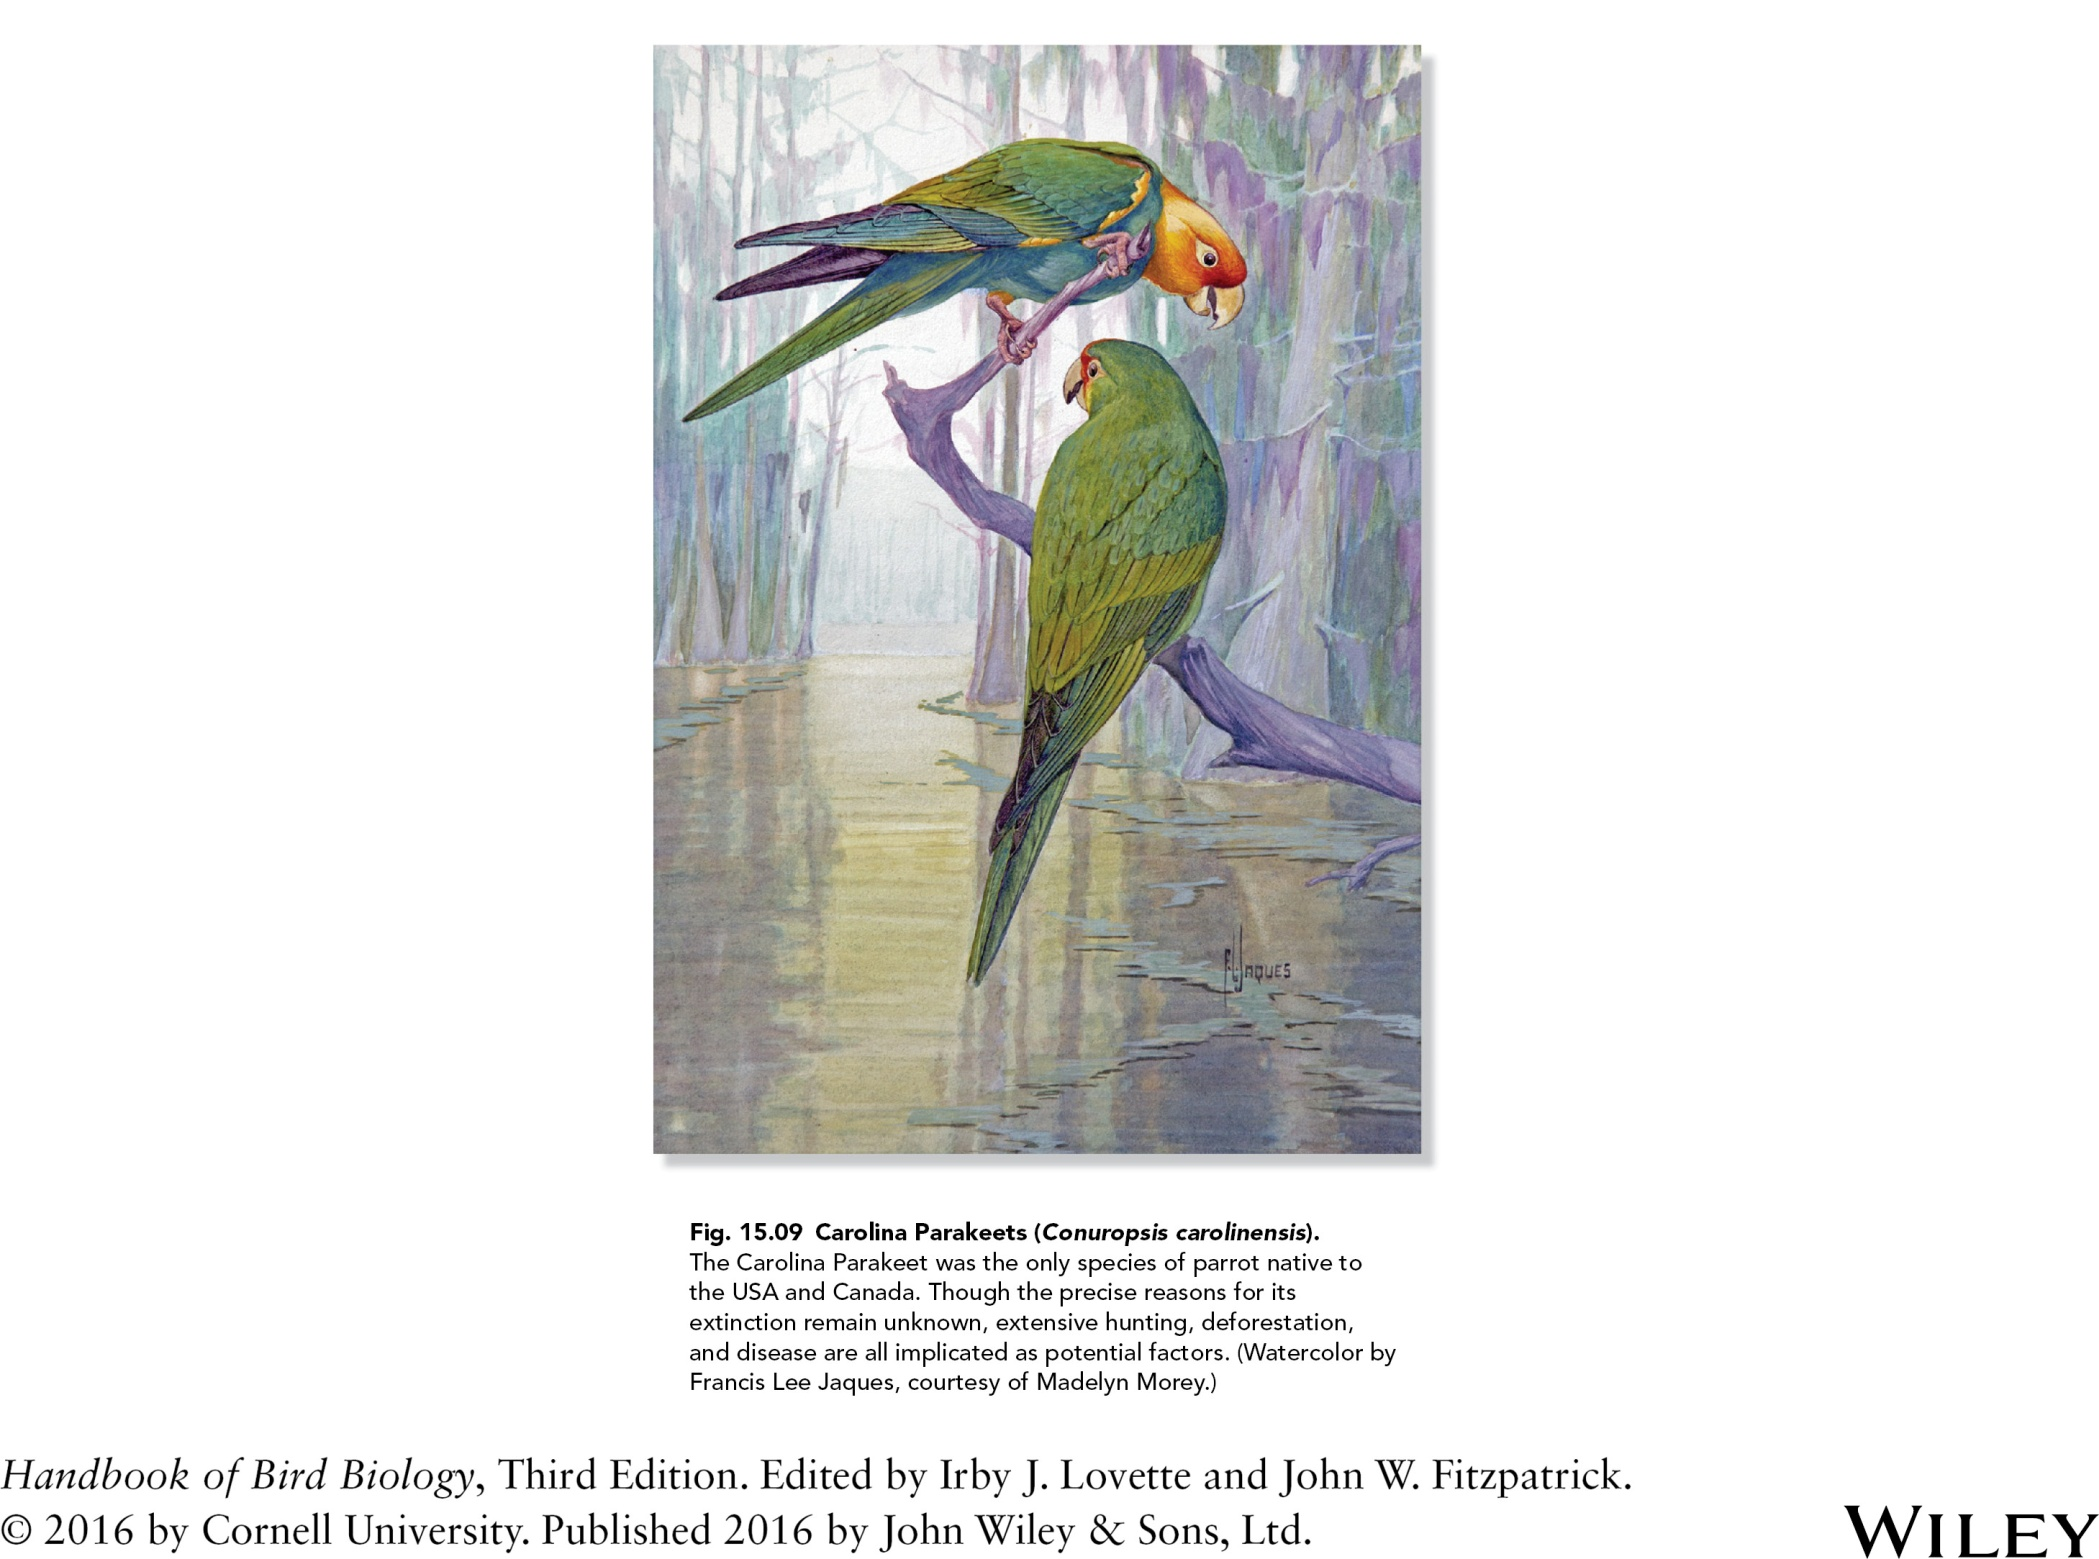 F.L. JAQUES
Fig. 15.09 Carolina Parakeets (Conuropsis carolinensis).
The Carolina Parakeet was the only species of parrot native to
the USA and Canada. Though the precise reasons for its
extinction remain unknown, extensive hunting, deforestation,
and disease are all implicated as potential factors. (Watercolor by
Francis Lee Jaques, courtesy of Madelyn Morey.)
Handbook of Bird Biology, Third Edition. Edited by Irby J. Lovette and John W. Fitzpatrick.
© 2016 by Cornell University. Published 2016 by John Wiley & Sons, Ltd.
WILEY